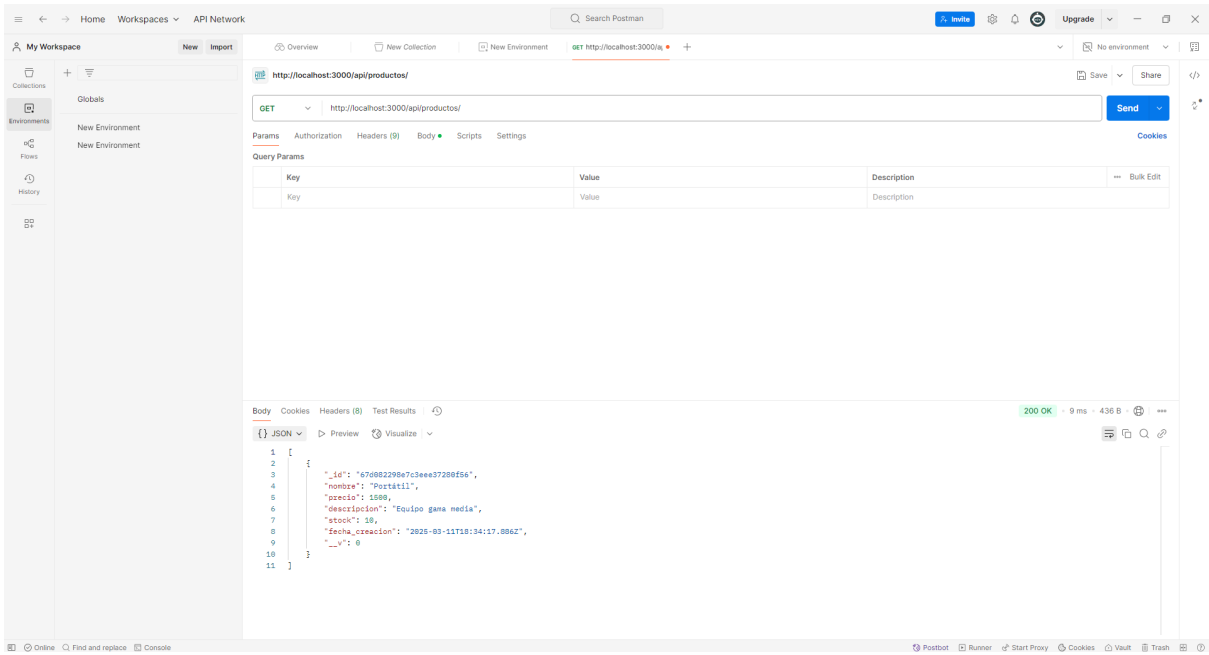 Home Workspaces API Network Search Postman Invite Upgrade
My Workspace New Import Overview New Collection New Environment GET http://localhost:3000/a No environment
Collections
Environments
Flows
History
Globals
New Environment
New Environment
http://localhost:3000/api/productos/ Save Share
GET http://localhost:3000/api/productos/ Send
Params Authorization Headers (9) Body Scripts Settings Cookies
Query Params
Key Value Description Bulk Edit
Key Value Description
Body Cookies Headers (8) Test Results 200 OK 9 ms 436 B
{} JSON Preview Visualize
1 [
2 {
3 "_id": "67d082298e7c3eee37280f56",
4 "nombre": "Portátil",
5 "precio": 1500,
6 "descripcion": "Equipo gama media",
7 "stock": 10,
8 "fecha_creacion": "2025-03-11T18:34:17.886Z",
9 "__v": 0
10 }
11 ]
Online Find and replace Console Postbot Runner Start Proxy Cookies Vault Trash